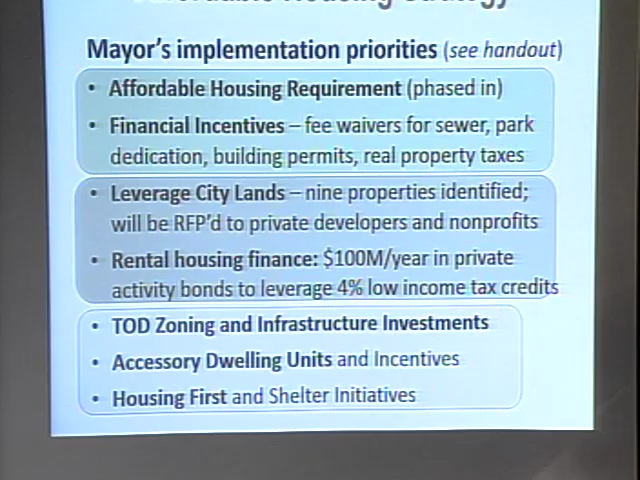 Mayor's implementation priorities (see handout)
• Affordable Housing Requirement (phased in)
• Financial Incentives – fee waivers for sewer, park
dedication, building permits, real property taxes
• Leverage City Lands – nine properties identified;
will be RFP'd to private developers and nonprofits
• Rental housing finance: $100M/year in private
activity bonds to leverage 4% low income tax credits
• TOD Zoning and Infrastructure Investments
• Accessory Dwelling Units and Incentives
• Housing First and Shelter Initiatives